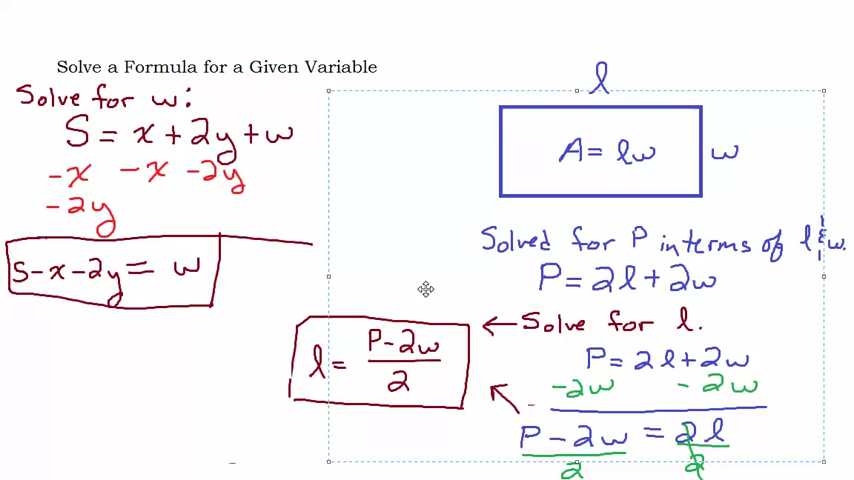 Solve a Formula for a Given Variable
Solve for w:
S = x + 2y + w
-x -x -2y
-2y
S-x-2y = w
l
A = lw w
Solved for P in terms of l & w.
P = 2l + 2w
← Solve for l.
P = 2l + 2w
-2w - 2w
P - 2w = 2l
2 2
l = P-2w
2